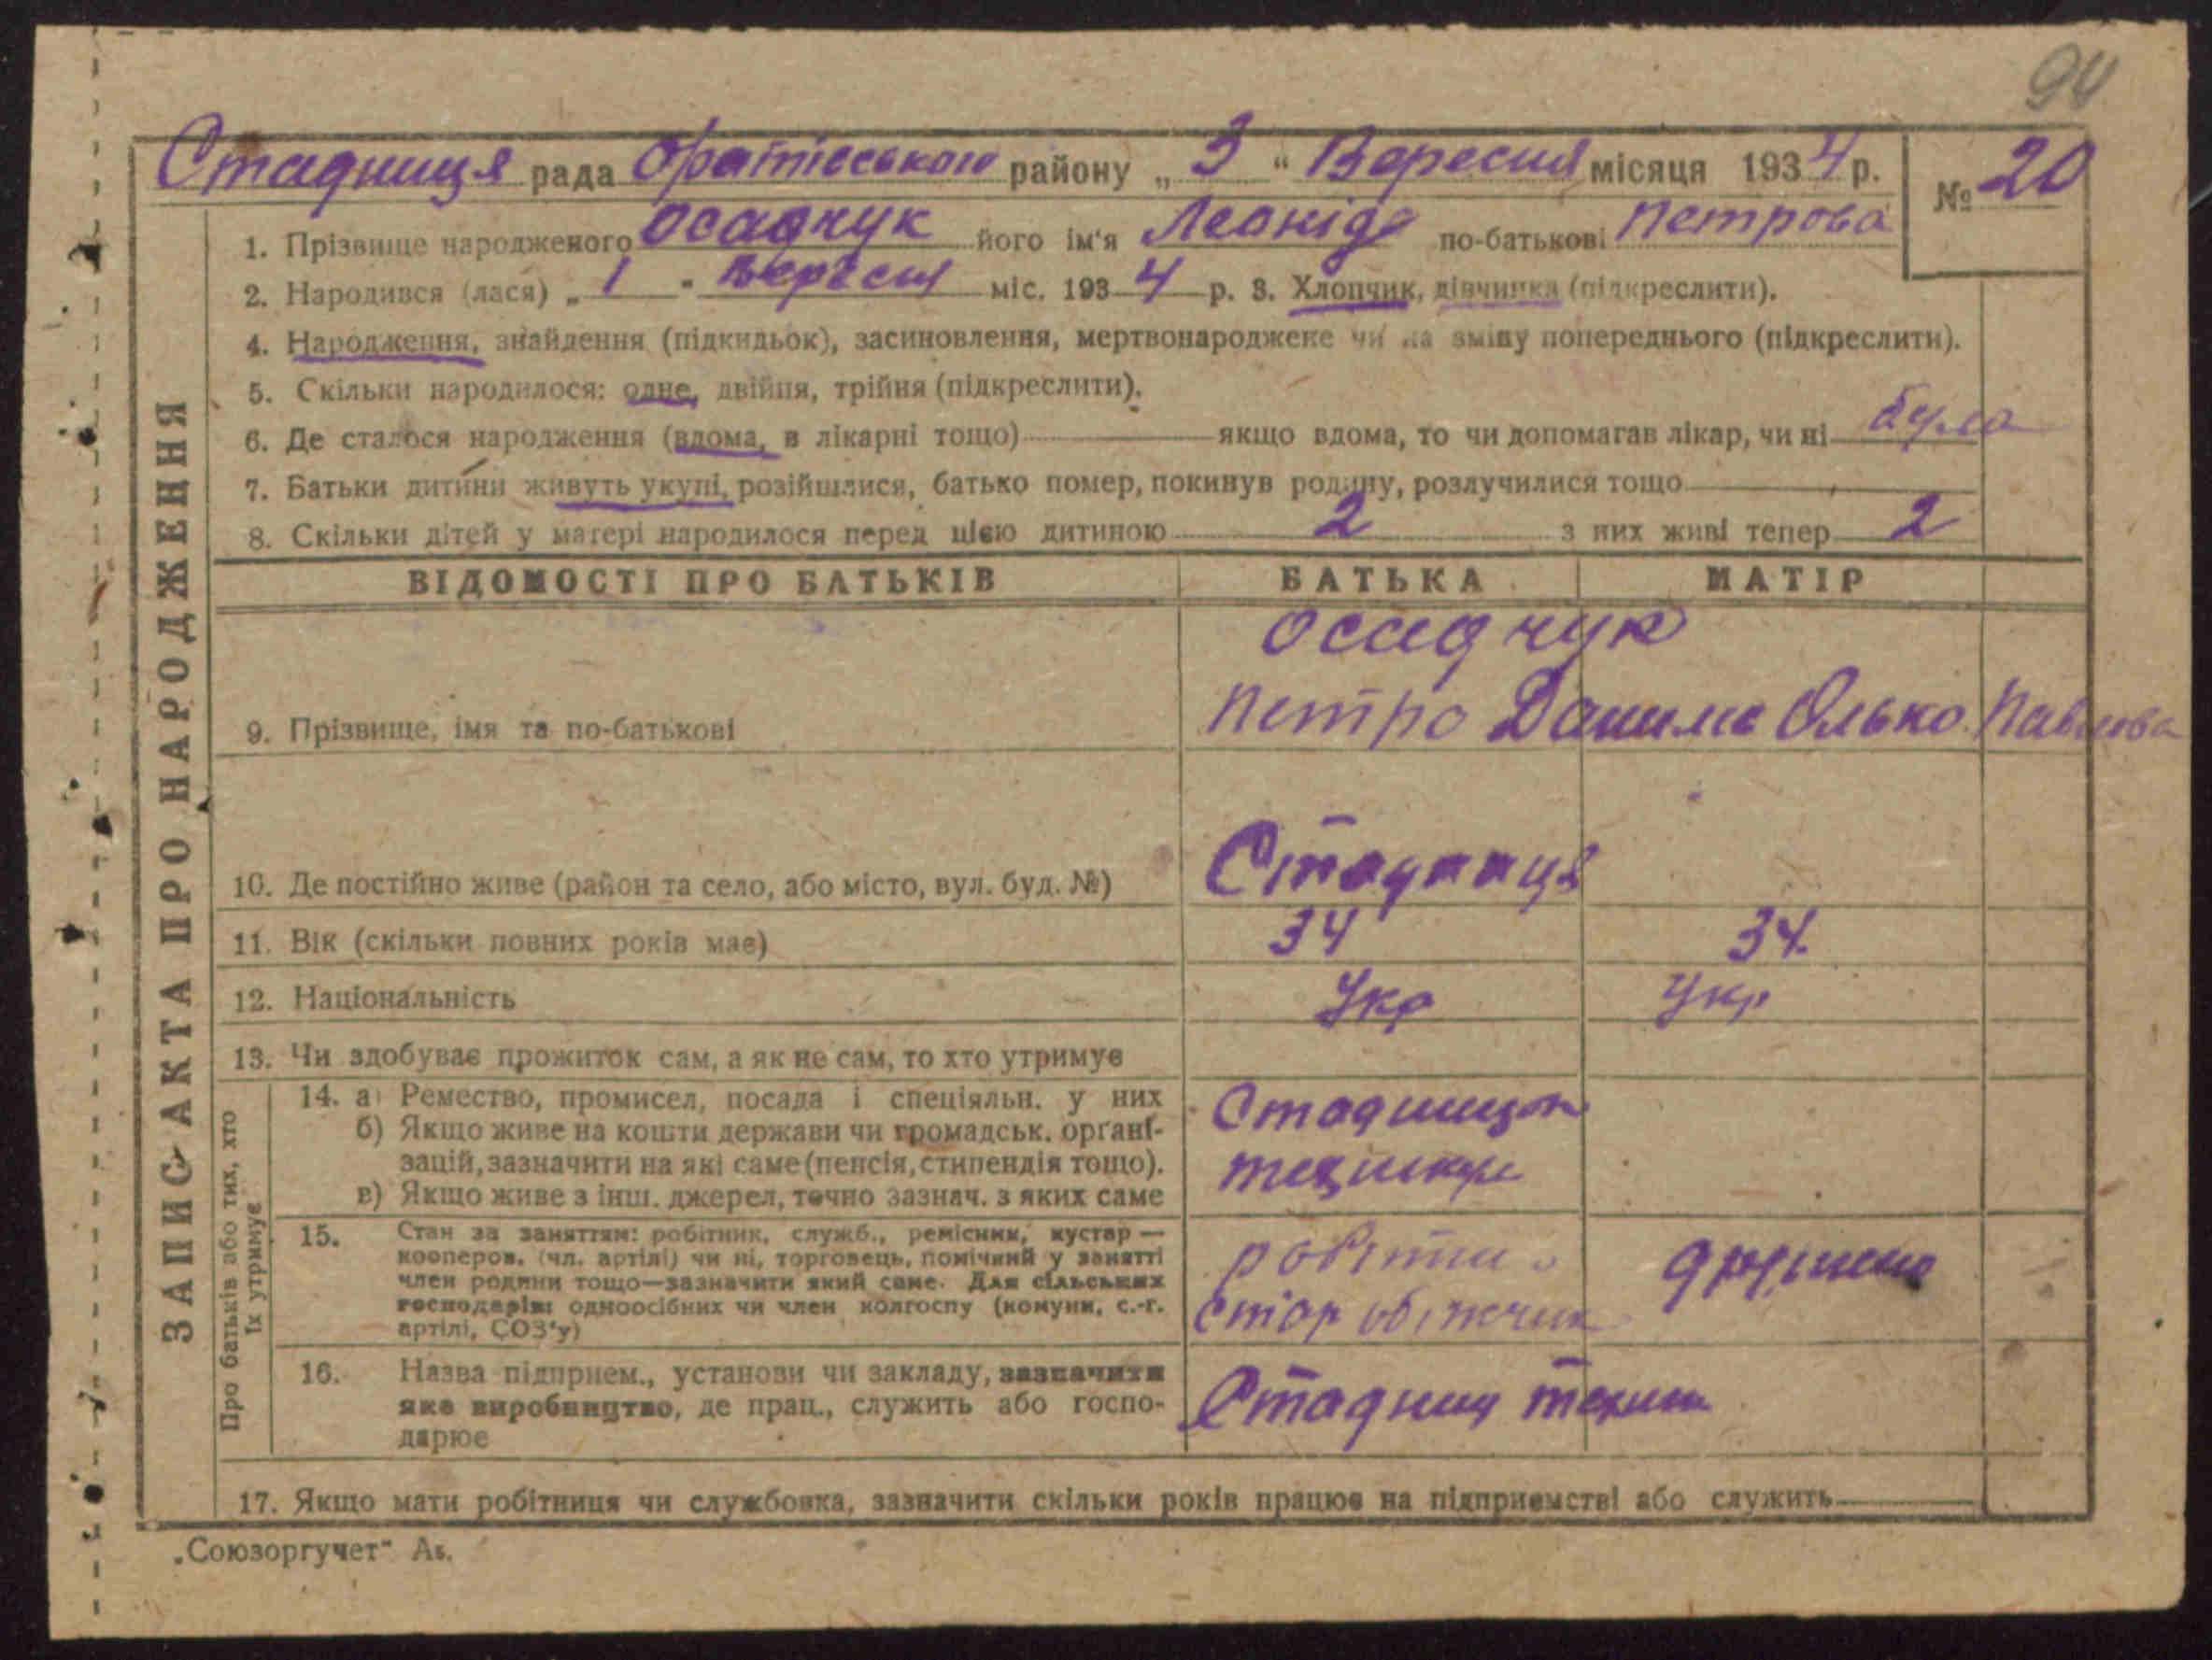 90
Стадниця рада Оратівського району „ 3 “ Вересня місяця 1934 р.
№ 20
1. Прізвище народженого Осадчук його ім'я Леоніда по-батькові Петрова
2. Народився (лася) „ 1 " вересня міс. 1934 р. 3. Хлопчик, дівчинка (підкреслити).
4. Народження, знайдення (підкидьок), засиновлення, мертвонароджене чи на зміну попереднього (підкреслити).
5. Скільки народилося: одне, двійня, трійня (підкреслити).
6. Де сталося народження (вдома, в лікарні тощо) якщо вдома, то чи допомагав лікар, чи ні була
7. Батьки дитини живуть укупі, розійшлися, батько помер, покинув родину, розлучилися тощо
8. Скільки дітей у матері народилося перед цією дитиною 2 з них живі тепер 2
ЗАПИС АКТА ПРО НАРОДЖЕННЯ
ВІДОМОСТІ ПРО БАТЬКІВ БАТЬКА МАТІР
Осадчук
9. Прізвище, імя та по-батькові Петро Данилів Олько Павлова
10. Де постійно живе (район та село, або місто, вул. буд. №) Стадниця
11. Вік (скільки повних років має) 34 34
12. Національність Укр Укр
13. Чи здобуває прожиток сам, а як не сам, то хто утримує
Про батьків або тих, хто
їх утримує
14. а) Ремество, промисел, посада і спеціяльн. у них
б) Якщо живе на кошти держави чи громадськ. органі-
зацій, зазначити на які саме (пенсія, стипендія тощо).
в) Якщо живе з інш. джерел, точно зазнач. з яких саме
15. Стан за заняттям: робітник, служб., ремісник, кустар —
кооперов. (чл. артілі) чи ні, торговець, помічний у занятті
член родини тощо—зазначити який саме. Для сільських
господарів: одноосібних чи член колгоспу (комуни, с.-г.
артілі, СОЗ'у)
16. Назва підприєм., установи чи закладу, зазначити
яке виробництво, де прац., служить або госпо-
дарює
Стадниц техни
17. Якщо мати робітниця чи службовка, зазначити скільки років працює на підприємстві або служить
„Союзоргучет" Аб.